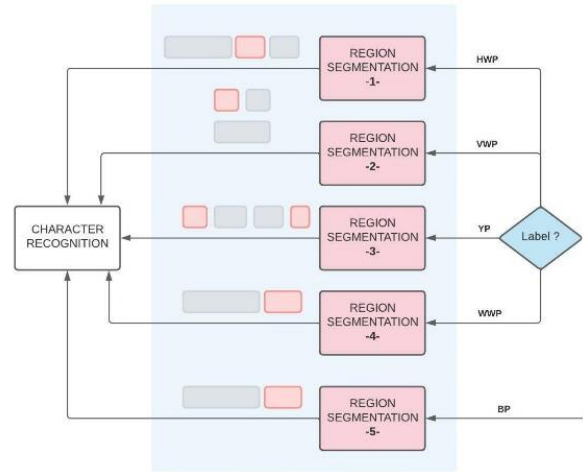 REGION
SEGMENTATION
-1-
HWP
REGION
SEGMENTATION
-2-
VWP
CHARACTER
RECOGNITION
REGION
SEGMENTATION
-3-
YP
Label ?
REGION
SEGMENTATION
-4-
WWP
REGION
SEGMENTATION
-5-
BP